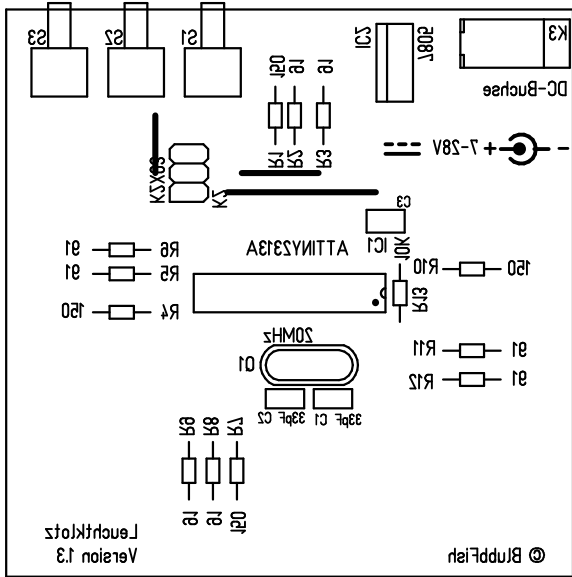 S3
S2
S1
IC2
7805
K3
DC-Buchse
150
91
91
R1
R2
R3
7-28V
+
-
K2X03
K2
C3
IC1
10K
ATTINY2313A
R13
91
R6
91
R5
150
R4
R10
150
20MHz
Q1
R11
91
R12
91
33pF
C2
33pF
C1
R9
R8
R7
91
91
150
Leuchtklotz
Version 1.3
© BlubbFish